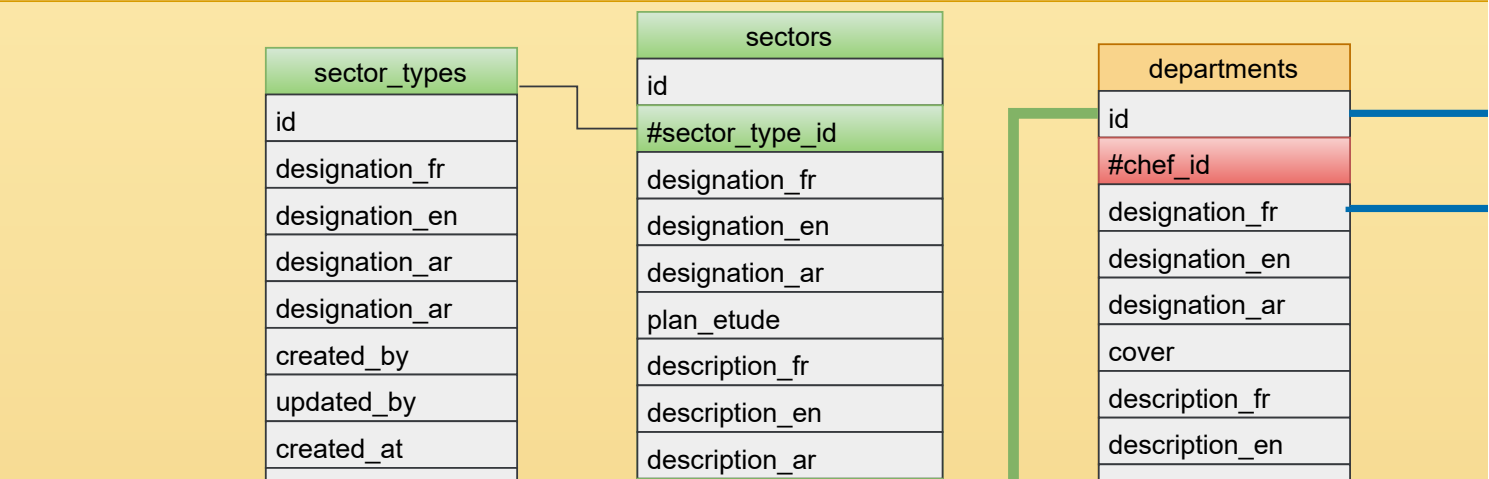 sector_types
id
designation_fr
designation_en
designation_ar
designation_ar
created_by
updated_by
created_at
sectors
id
#sector_type_id
designation_fr
designation_en
designation_ar
plan_etude
description_fr
description_en
description_ar
departments
id
#chef_id
designation_fr
designation_en
designation_ar
cover
description_fr
description_en